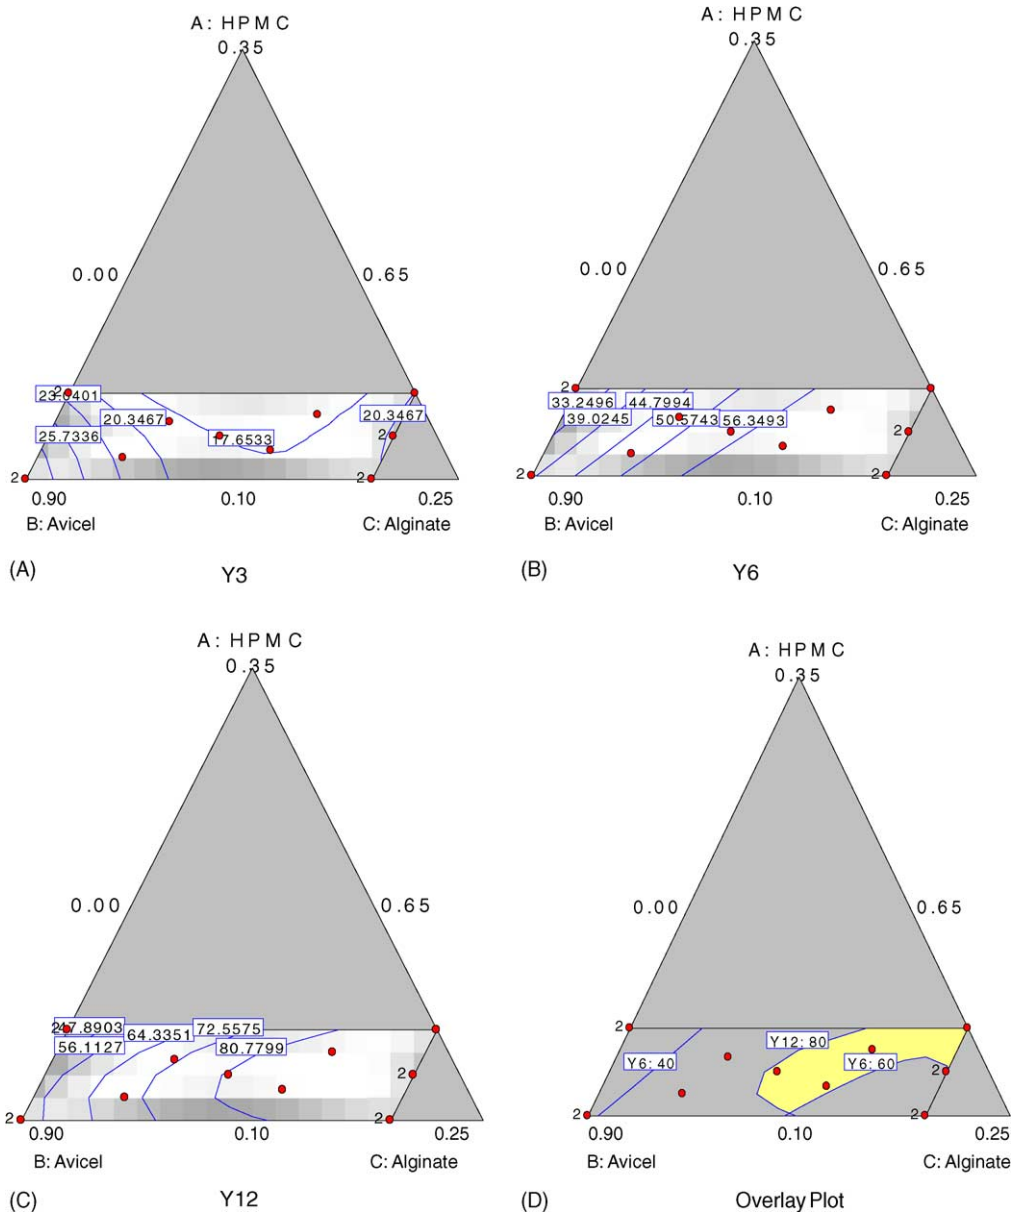 A: HPMC
0.35
0.00
0.65
2
23.0401
20.3467
20.3467
25.7336
17.6533
2
2
2
0.90
0.10
0.25
B: Avicel
C: Alginate
(A)
Y3
A: HPMC
0.35
0.00
0.65
2
33.2496
44.7994
39.0245
50.5743
56.3493
2
2
2
0.90
0.10
0.25
B: Avicel
C: Alginate
(B)
Y6
A: HPMC
0.35
0.00
0.65
2
47.8903
64.3351
72.5575
56.1127
80.7799
2
2
2
0.90
0.10
0.25
B: Avicel
C: Alginate
(C)
Y12
A: HPMC
0.35
0.00
0.65
2
Y12: 80
Y6: 40
Y6: 60
2
2
2
0.90
0.10
0.25
B: Avicel
C: Alginate
(D)
Overlay Plot